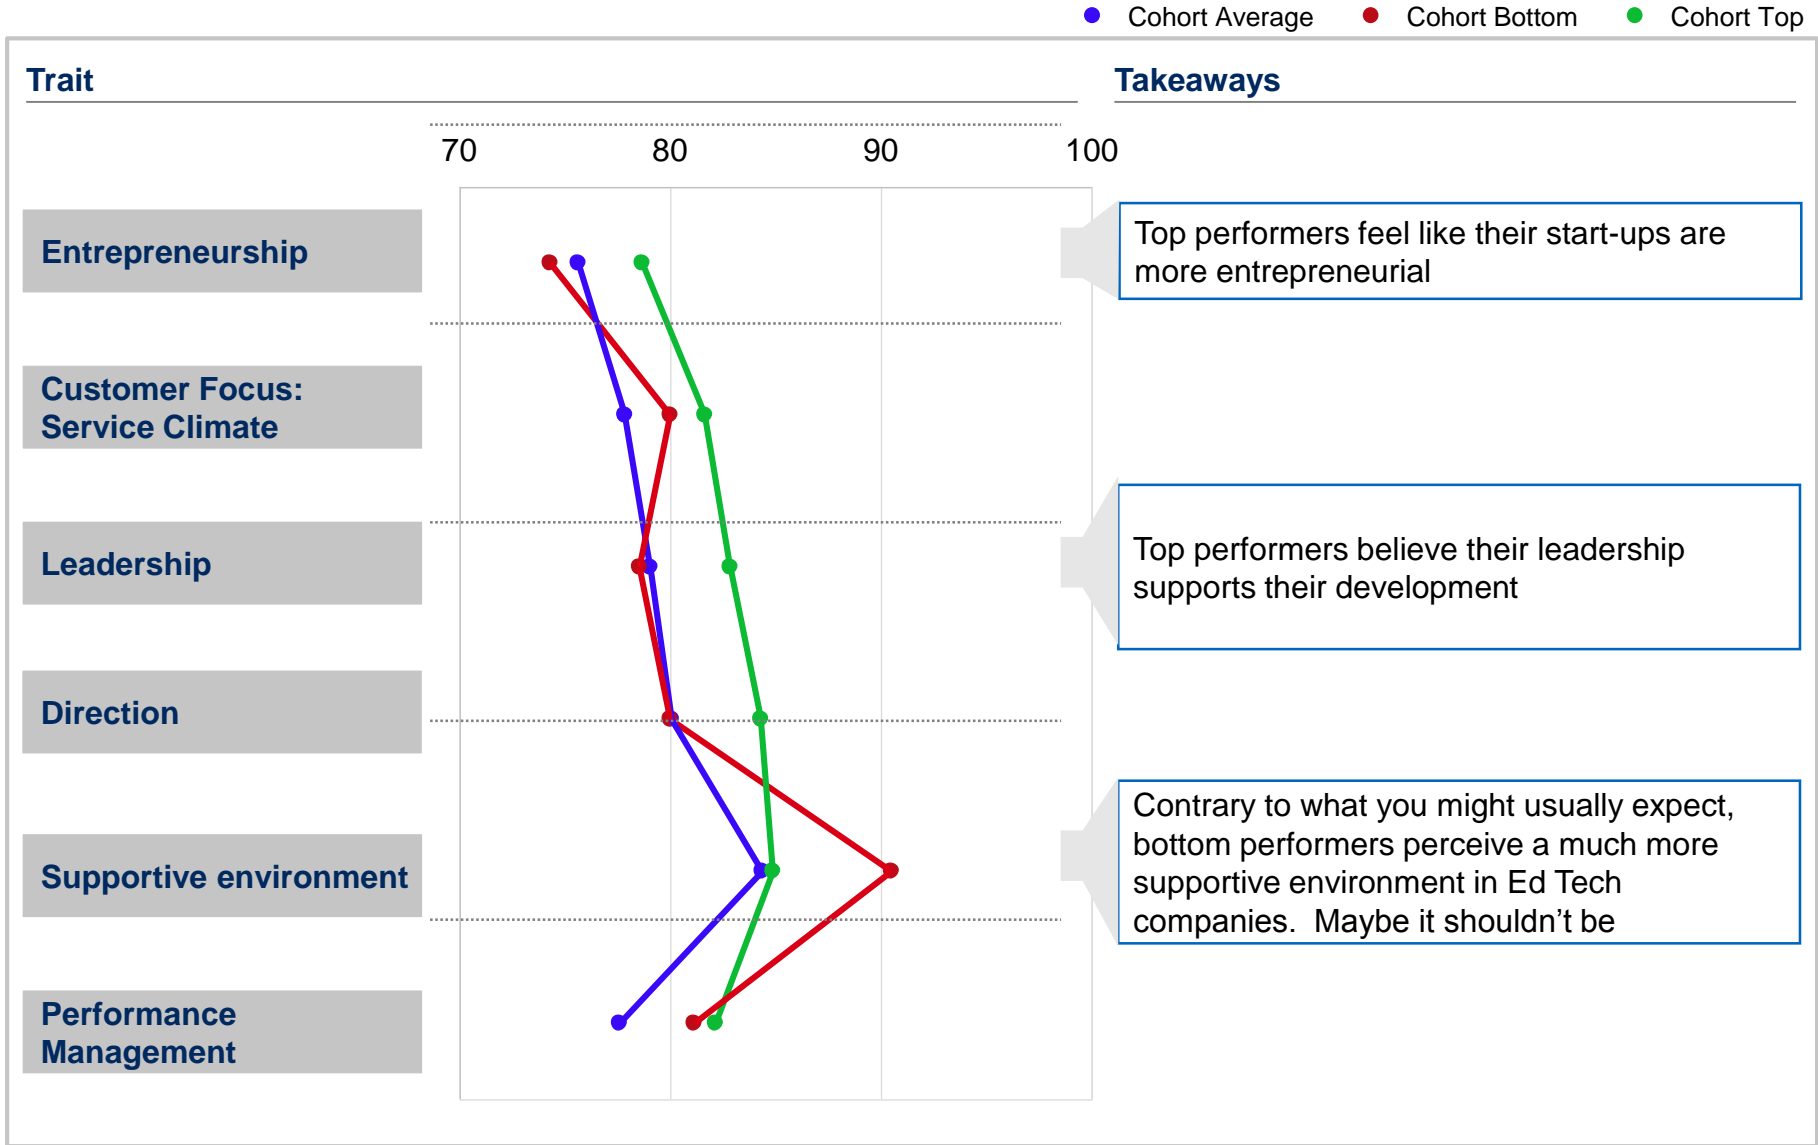 Cohort Average
Cohort Bottom
Cohort Top
Trait
Takeaways
70
80
90
100
Entrepreneurship
Top performers feel like their start-ups are
more entrepreneurial
Customer Focus:
Service Climate
Leadership
Top performers believe their leadership
supports their development
Direction
Supportive environment
Contrary to what you might usually expect,
bottom performers perceive a much more
supportive environment in Ed Tech
companies.  Maybe it shouldn’t be
Performance
Management